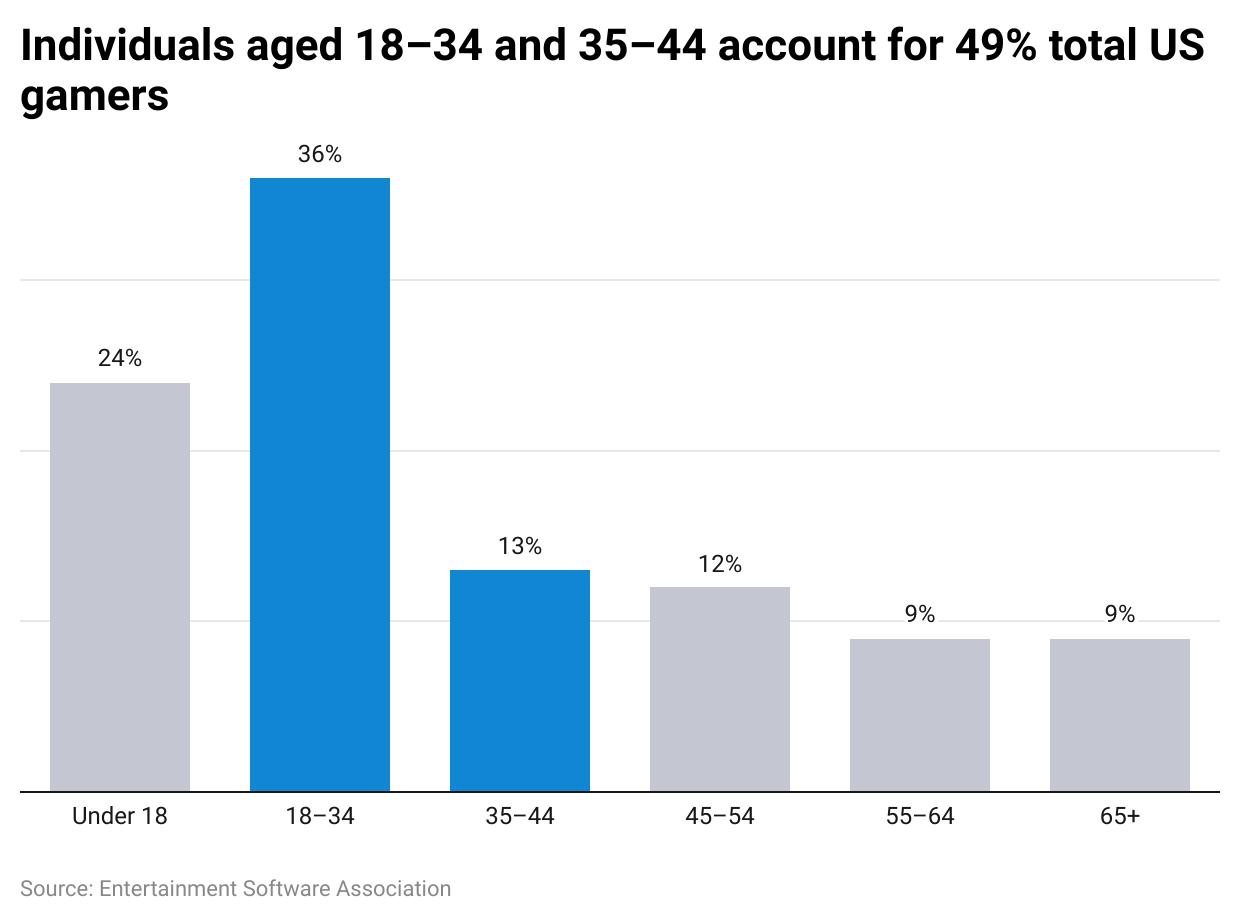 Individuals aged 18–34 and 35–44 account for 49% total US
gamers
36%
24%
13%
12%
9%
9%
Under 18
18–34
35–44
45–54
55–64
65+
Source: Entertainment Software Association